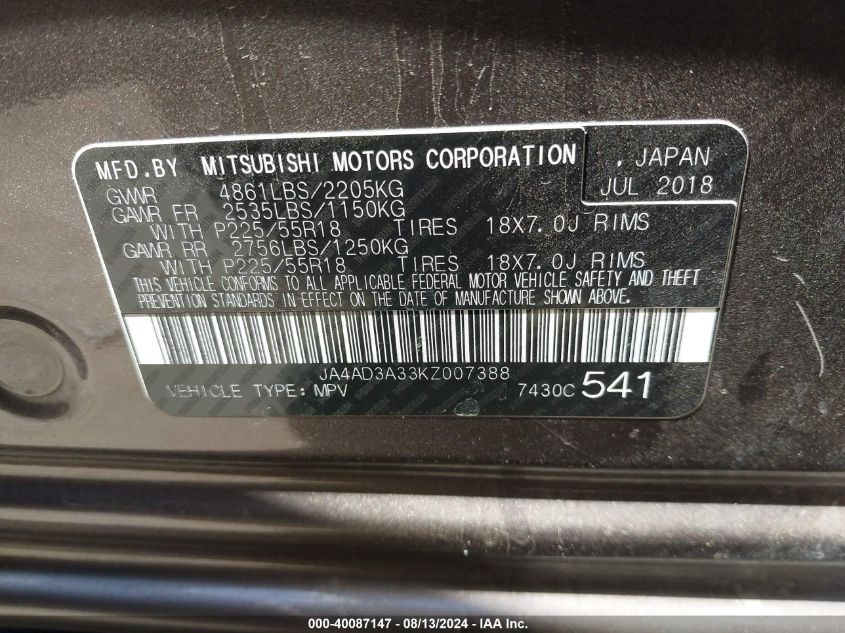 MFD.BY MITSUBISHI MOTORS CORPORATION , JAPAN
GVWR 4861LBS/2205KG JUL 2018
GAWR FR 2535LBS/1150KG
WITH P225/55R18 TIRES 18X7.0J RIMS
GAWR RR 2756LBS/1250KG
WITH P225/55R18 TIRES 18X7.0J RIMS
THIS VEHICLE CONFORMS TO ALL APPLICABLE FEDERAL MOTOR VEHICLE SAFETY AND THEFT
PREVENTION STANDARDS IN EFFECT ON THE DATE OF MANUFACTURE SHOWN ABOVE.
JA4AD3A33KZ007388
VEHICLE TYPE: MPV 7430C 541
000-40087147 - 08/13/2024 - IAA Inc.